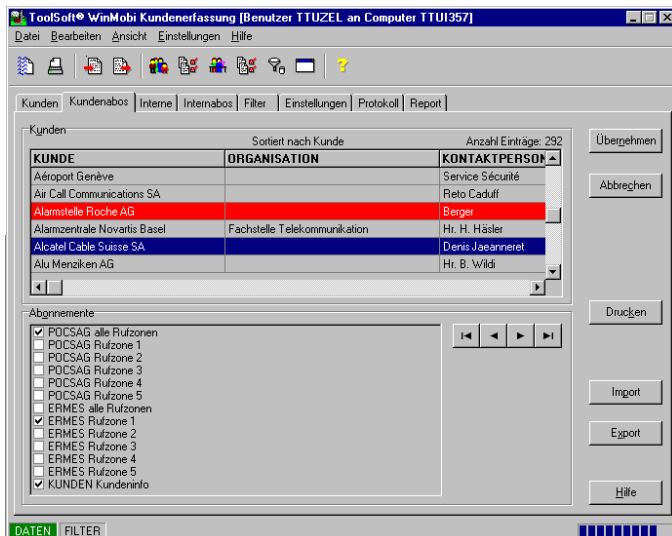 ToolSoft® WinMobi Kundenerfassung [Benutzer TTUZEL an Computer TTUI357]
Datei Bearbeiten Ansicht Einstellungen Hilfe
Kunden Kundenabos Interne Internabos Filter Einstellungen Protokoll Report
Kunden
Sortiert nach Kunde Anzahl Einträge: 292
KUNDE ORGANISATION KONTAKTPERSON
Aéroport Genève Service Sécurité
Air Call Communications SA Reto Caduff
Alarmstelle Roche AG Berger
Alarmzentrale Novartis Basel Fachstelle Telekommunikation Hr. H. Häsler
Alcatel Cable Suisse SA Denis Jaeanneret
Alu Menziken AG Hr. B. Wildi
Übernehmen
Abbrechen
Abonnemente
POCSAG alle Rufzonen
POCSAG Rufzone 1
POCSAG Rufzone 2
POCSAG Rufzone 3
POCSAG Rufzone 4
POCSAG Rufzone 5
ERMES alle Rufzonen
ERMES Rufzone 1
ERMES Rufzone 2
ERMES Rufzone 3
ERMES Rufzone 4
ERMES Rufzone 5
KUNDEN Kundeninfo
Drucken
Import
Export
Hilfe
DATEN FILTER